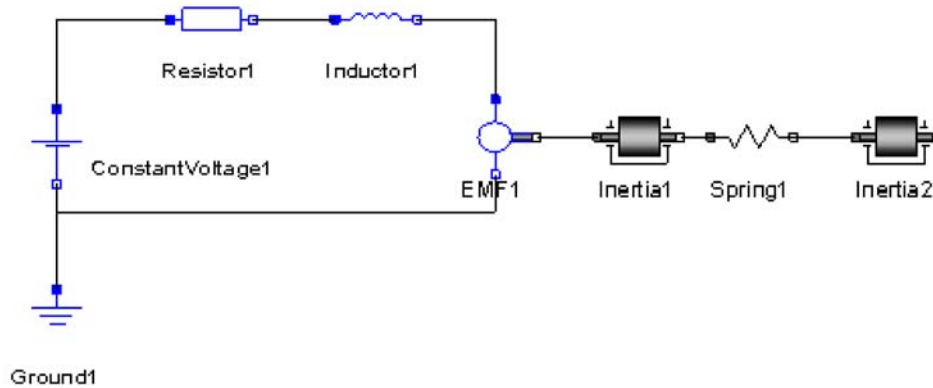 Resistor1
Inductor1
ConstantVoltage1
EMF1
Inertia1
Spring1
Inertia2
Ground1